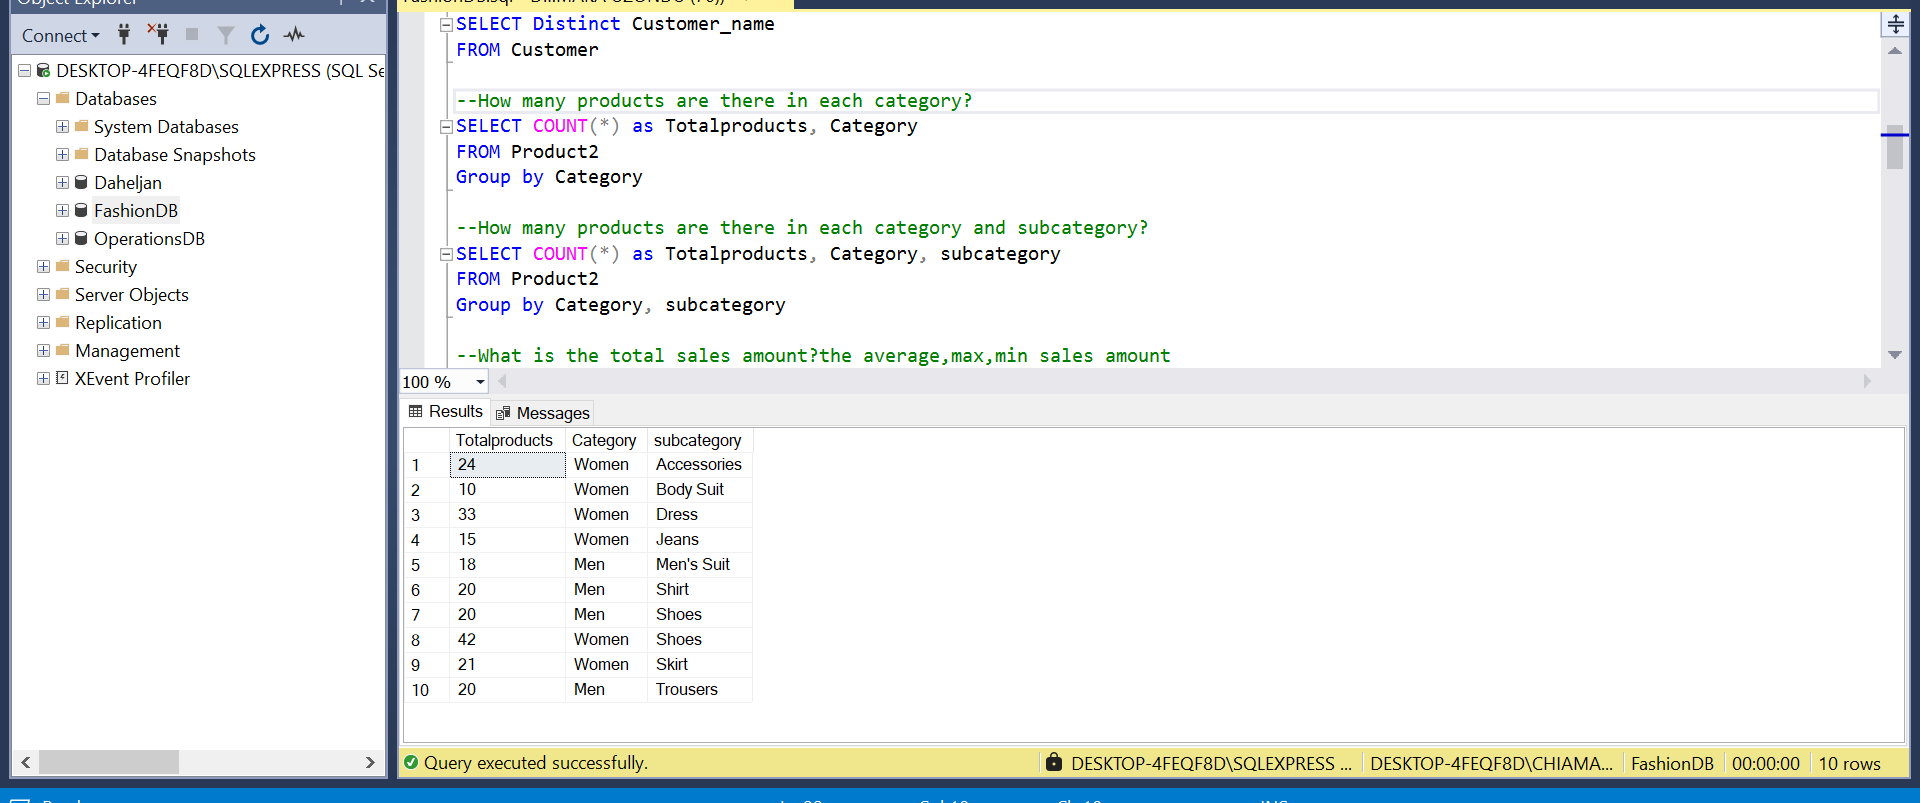 Object Explorer
Connect
DESKTOP-4FEQF8D\SQLEXPRESS (SQL Se
Databases
System Databases
Database Snapshots
Daheljan
FashionDB
OperationsDB
Security
Server Objects
Replication
Management
XEvent Profiler
SELECT Distinct Customer_name
FROM Customer
--How many products are there in each category?
SELECT COUNT(*) as Totalproducts, Category
FROM Product2
Group by Category
--How many products are there in each category and subcategory?
SELECT COUNT(*) as Totalproducts, Category, subcategory
FROM Product2
Group by Category, subcategory
--What is the total sales amount?the average,max,min sales amount
100 %
Results Messages
Totalproducts Category subcategory
1 24 Women Accessories
2 10 Women Body Suit
3 33 Women Dress
4 15 Women Jeans
5 18 Men Men's Suit
6 20 Men Shirt
7 20 Men Shoes
8 42 Women Shoes
9 21 Women Skirt
10 20 Men Trousers
Query executed successfully. DESKTOP-4FEQF8D\SQLEXPRESS ... DESKTOP-4FEQF8D\CHIAMA... FashionDB 00:00:00 10 rows